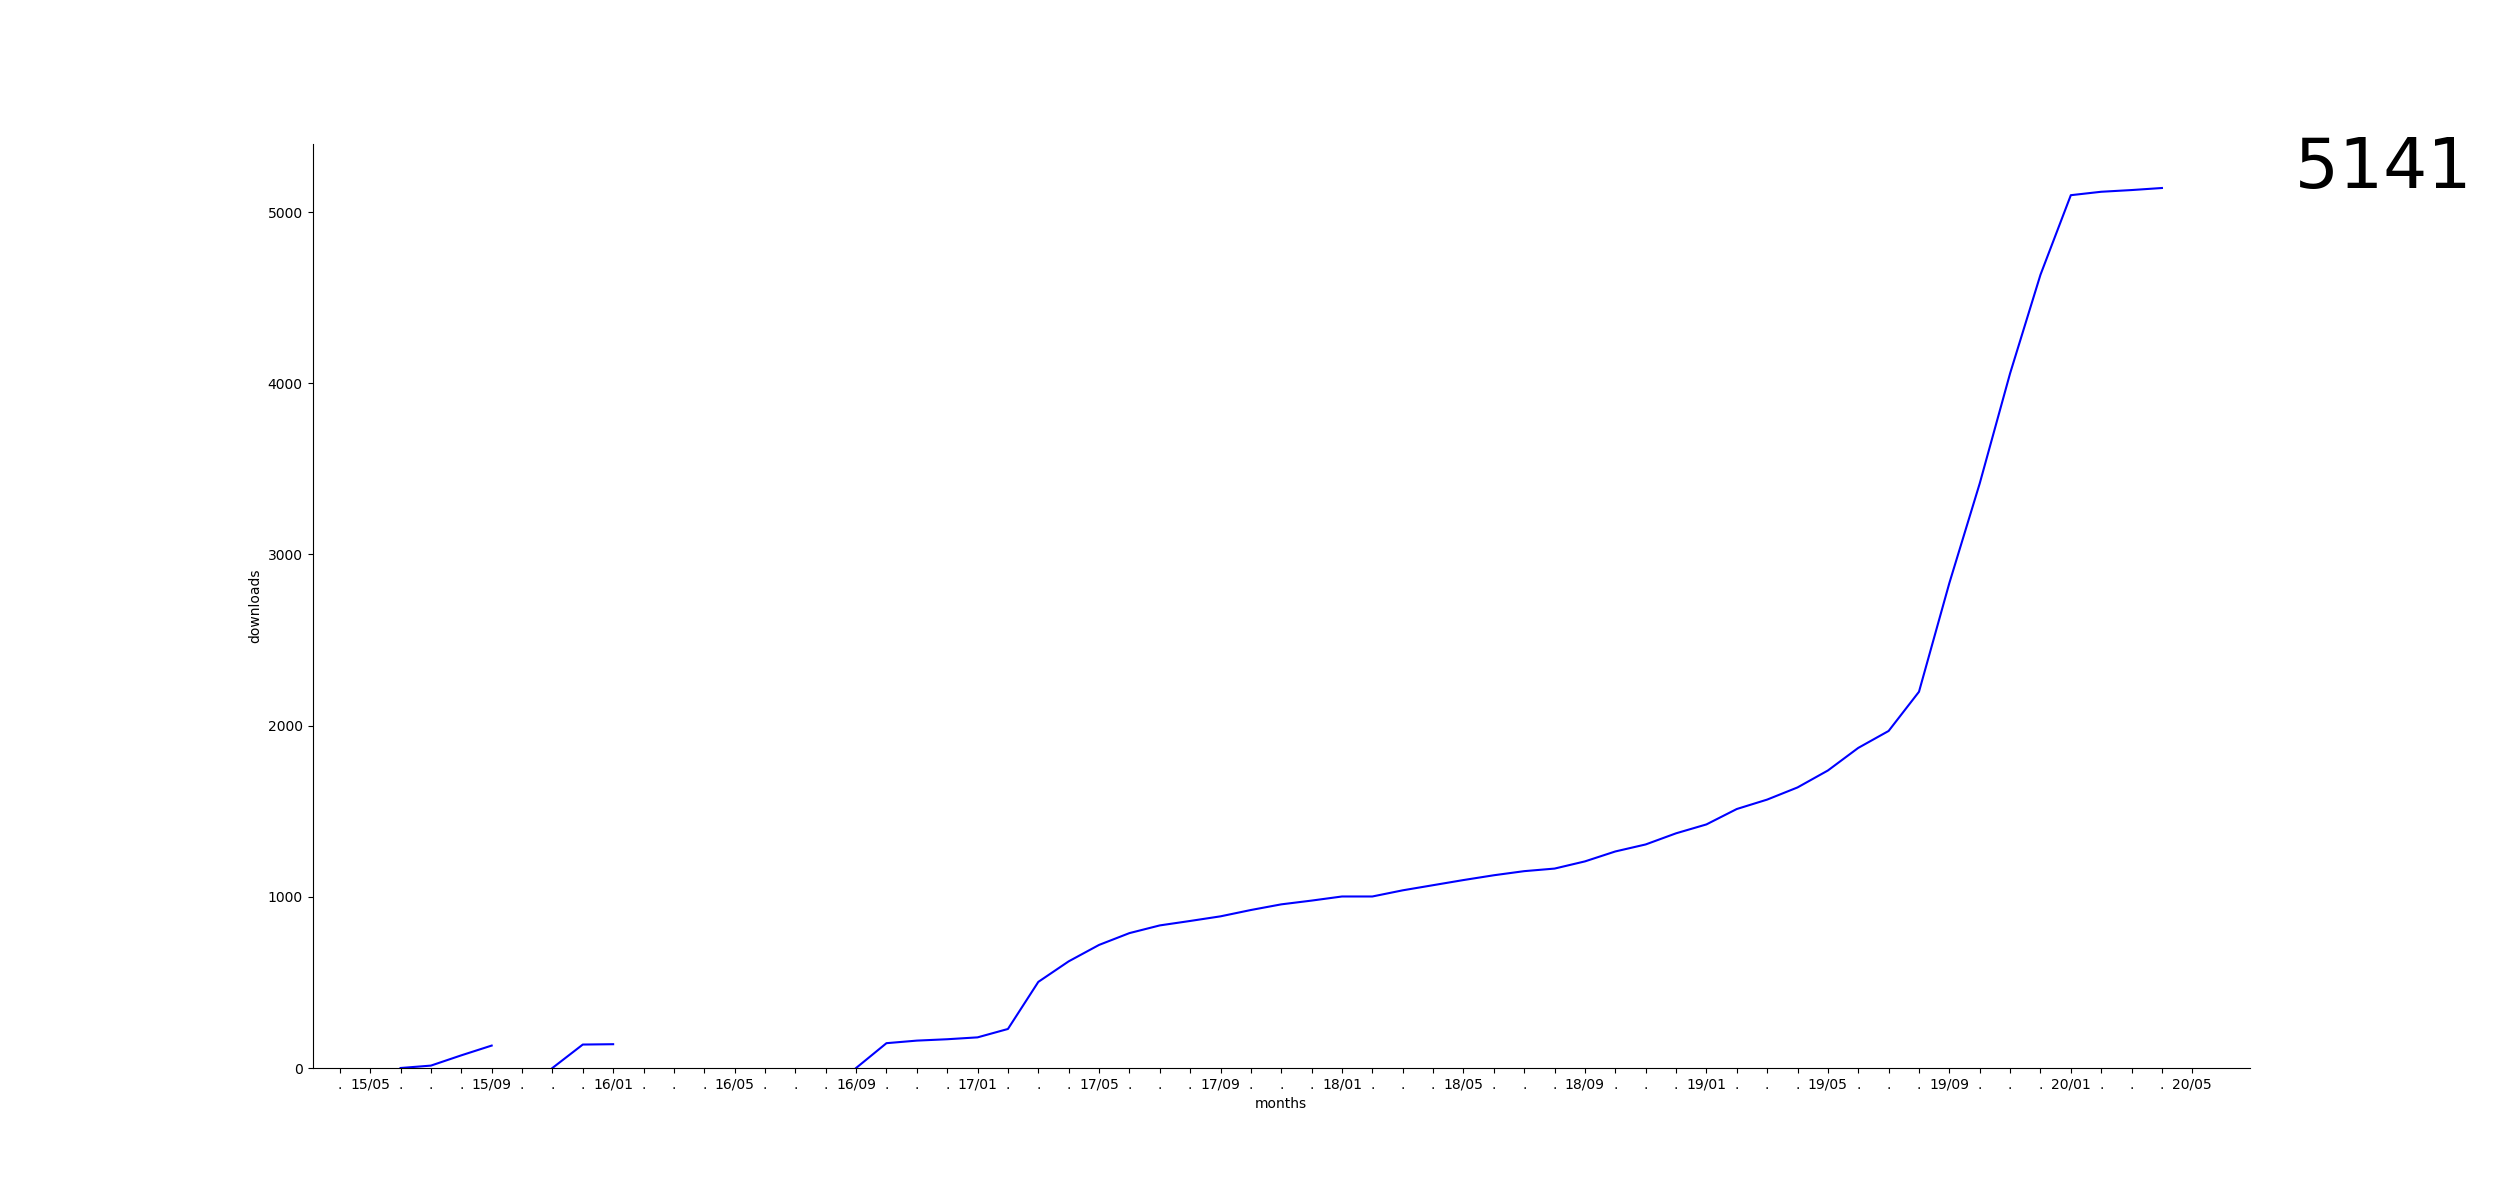 5141
5000
4000
3000
2000
1000
0
downloads
. 15/05 . . . 15/09 . . . 16/01 . . . 16/05 . . . 16/09 . . . 17/01 . . . 17/05 . . . 17/09 . . . 18/01 . . . 18/05 . . . 18/09 . . . 19/01 . . . 19/05 . . . 19/09 . . . 20/01 . . . 20/05
months